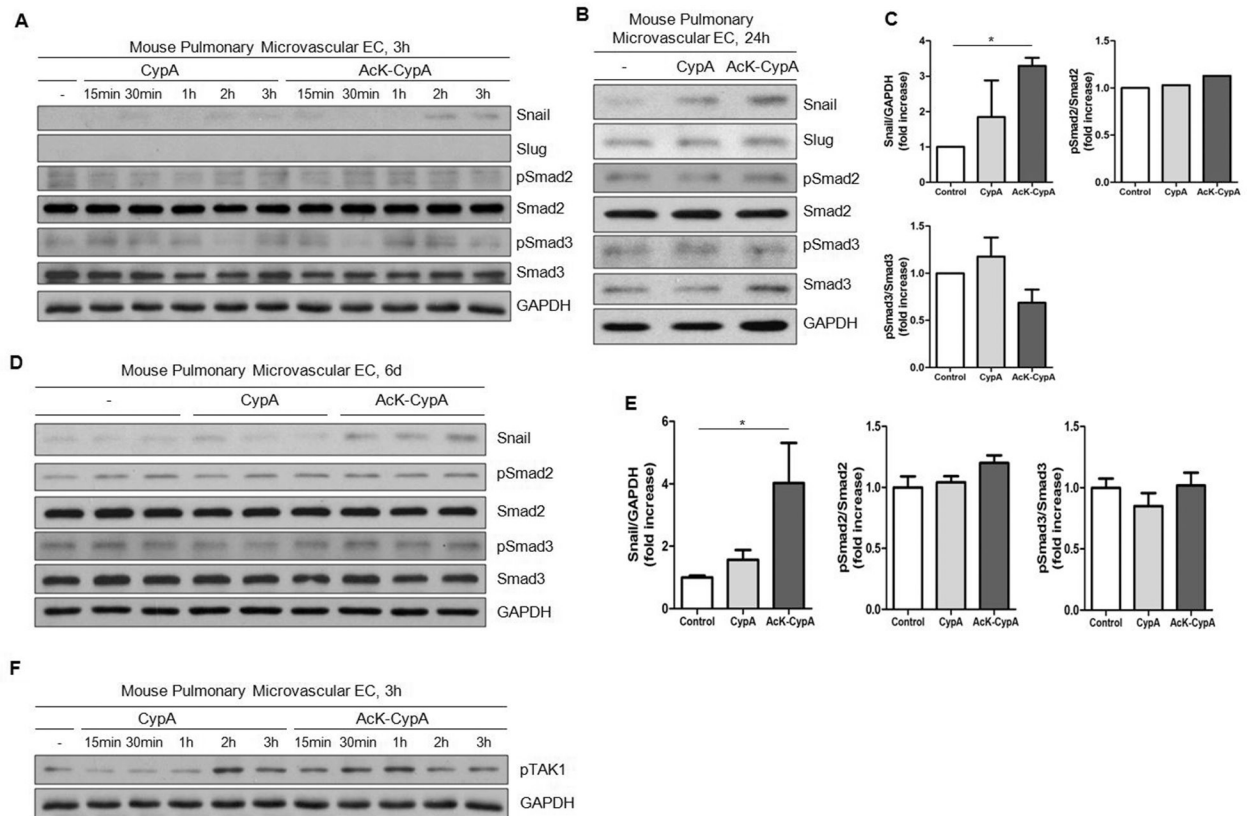 A
Mouse Pulmonary Microvascular EC, 3h
CypA AcK-CypA
- 15min 30min 1h 2h 3h 15min 30min 1h 2h 3h
Snail
Slug
pSmad2
Smad2
pSmad3
Smad3
GAPDH
B
Mouse Pulmonary
Microvascular EC, 24h
- CypA AcK-CypA
Snail
Slug
pSmad2
Smad2
pSmad3
Smad3
GAPDH
C
Snail/GAPDH
(fold increase)
5
4
3
2
1
0
*
Control CypA AcK-CypA
pSmad2/Smad2
(fold increase)
1.5
1.0
0.5
0.0
Control CypA AcK-CypA
pSmad3/Smad3
(fold increase)
1.5
1.0
0.5
0.0
Control CypA AcK-CypA
D
Mouse Pulmonary Microvascular EC, 6d
- CypA AcK-CypA
Snail
pSmad2
Smad2
pSmad3
Smad3
GAPDH
E
Snail/GAPDH
(fold increase)
6
4
2
0
*
Control CypA AcK-CypA
pSmad2/Smad2
(fold increase)
1.5
1.0
0.5
0.0
Control CypA AcK-CypA
pSmad3/Smad3
(fold increase)
1.5
1.0
0.5
0.0
Control CypA AcK-CypA
F
Mouse Pulmonary Microvascular EC, 3h
CypA AcK-CypA
- 15min 30min 1h 2h 3h 15min 30min 1h 2h 3h
pTAK1
GAPDH